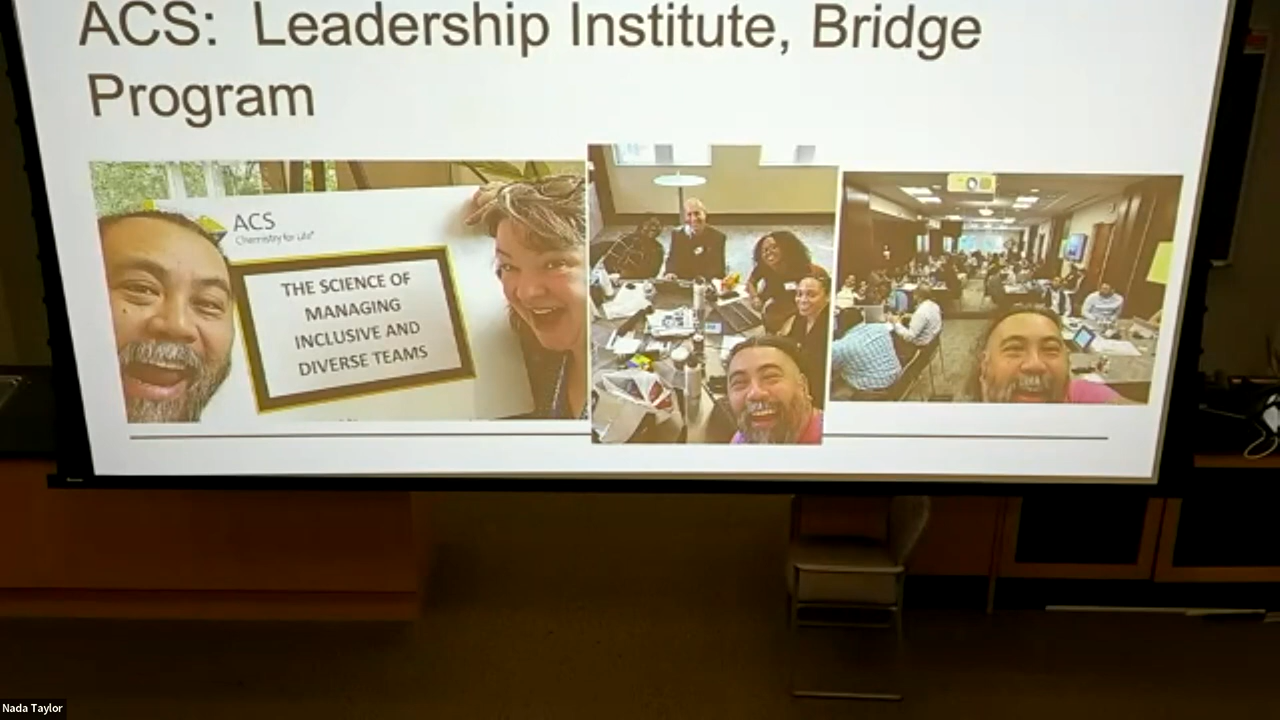 ACS: Leadership Institute, Bridge
Program
ACS
Chemistry for Life®
THE SCIENCE OF
MANAGING
INCLUSIVE AND
DIVERSE TEAMS
Nada Taylor